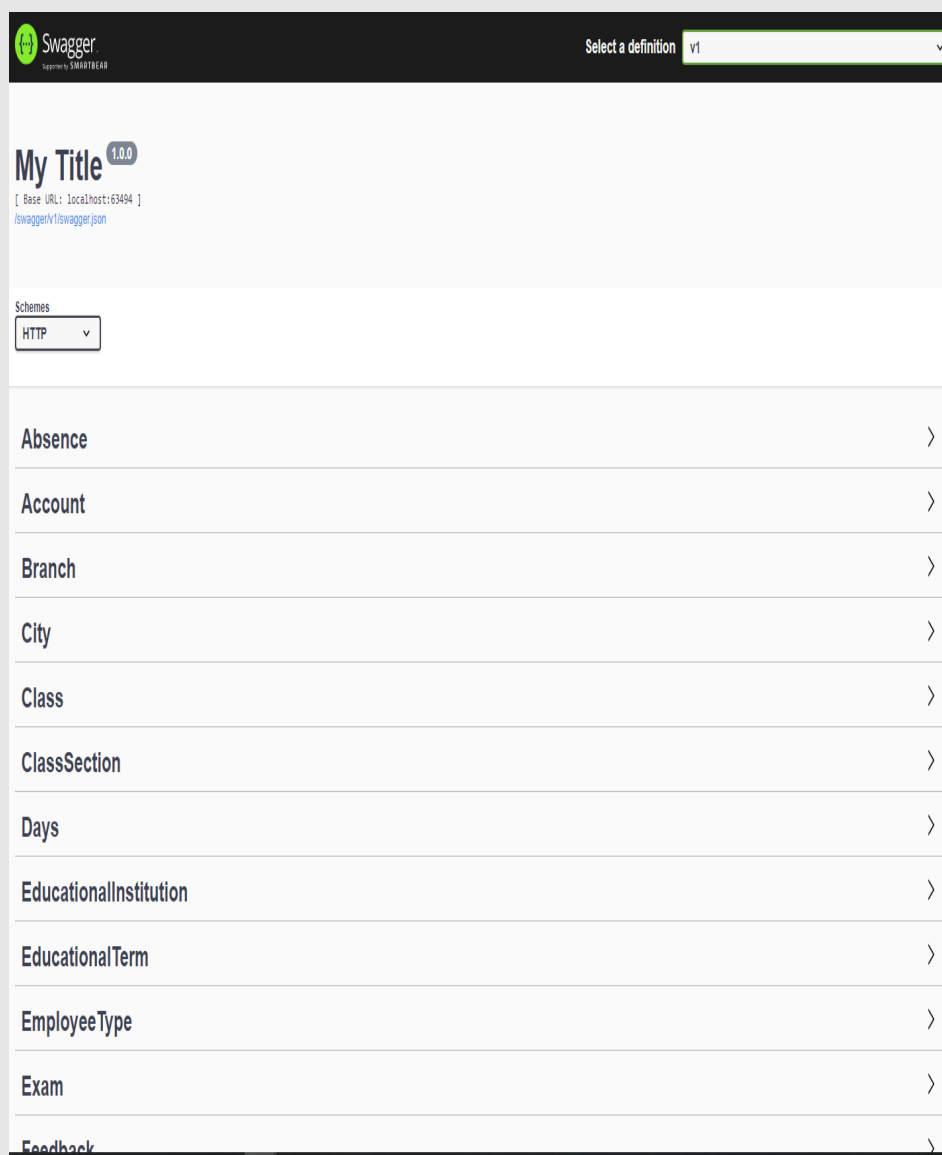 Swagger.
Supported by SMARTBEAR
Select a definition
v1
My Title 1.0.0
[ Base URL: localhost:63494 ]
/swagger/v1/swagger.json
Schemes
HTTP
Absence
Account
Branch
City
Class
ClassSection
Days
EducationalInstitution
EducationalTerm
EmployeeType
Exam
Feedback